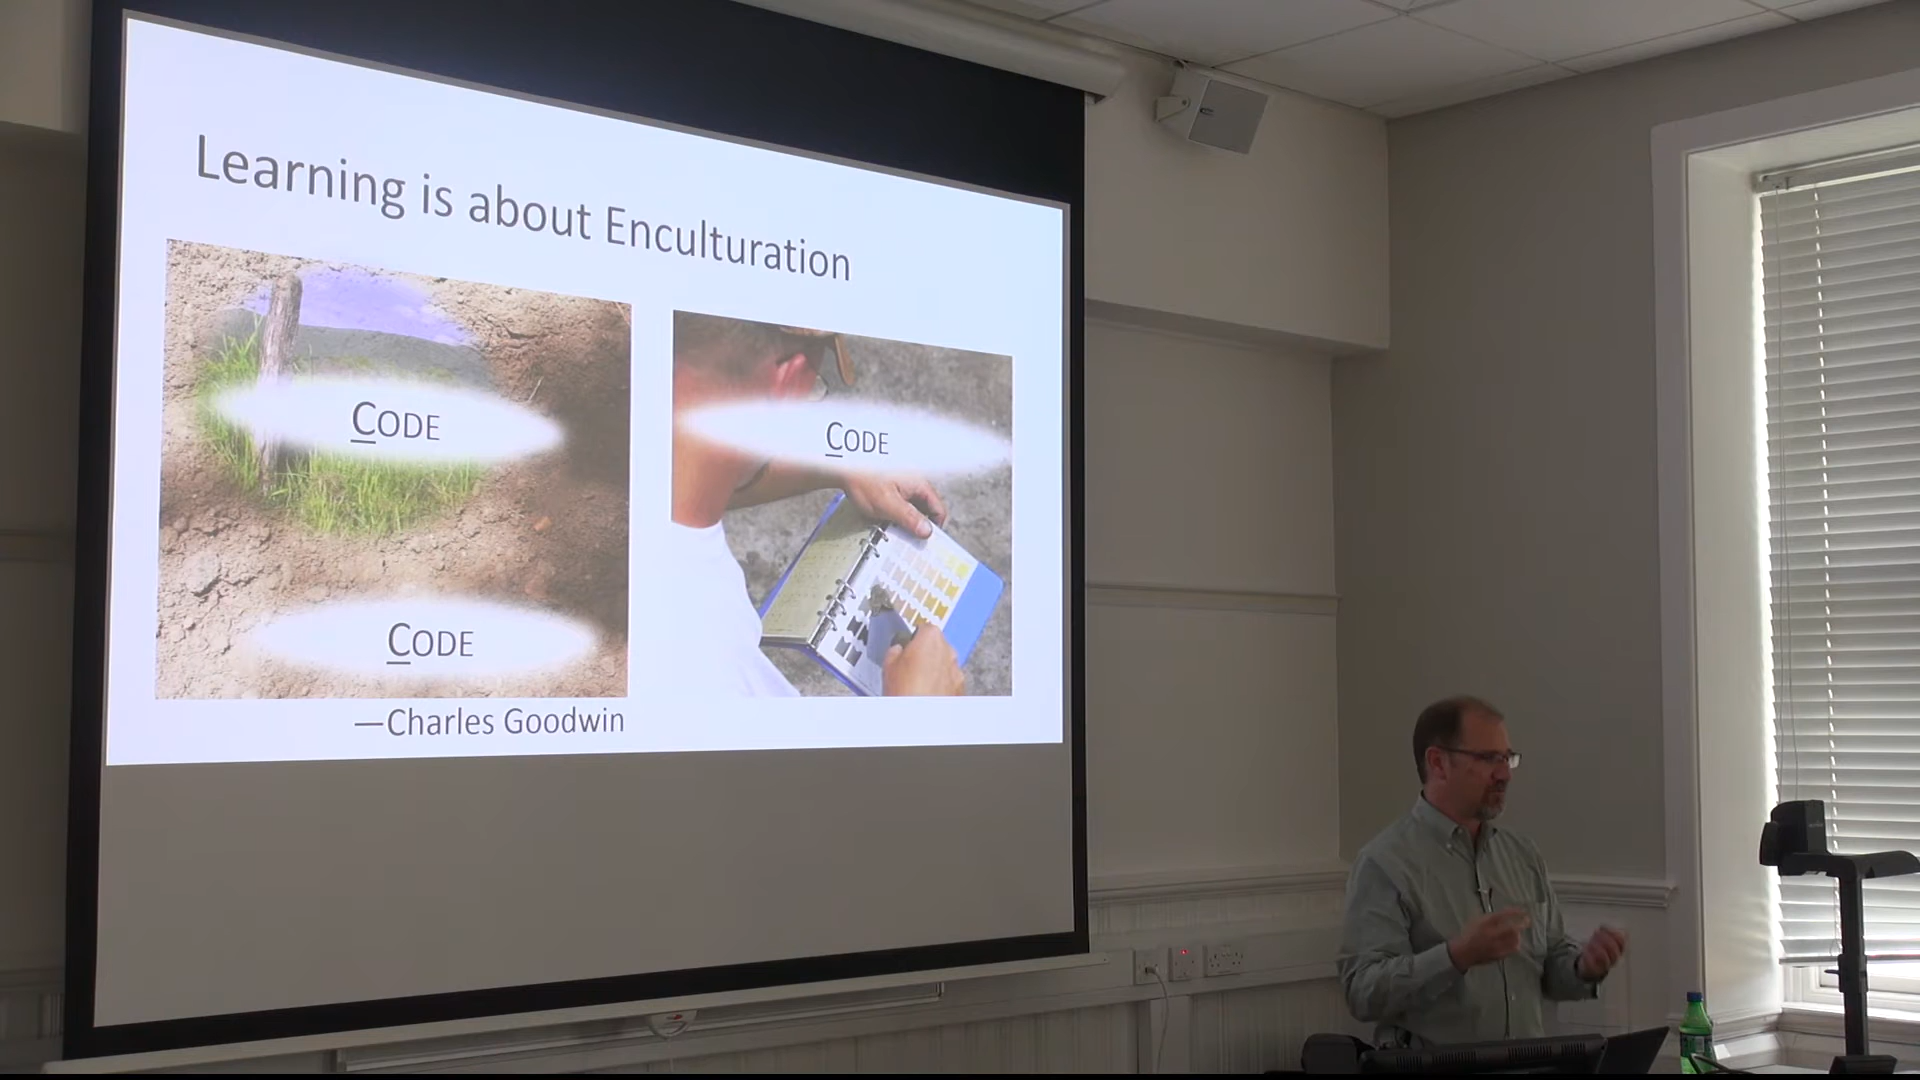 Learning is about Enculturation
CODE
CODE
CODE
—Charles Goodwin